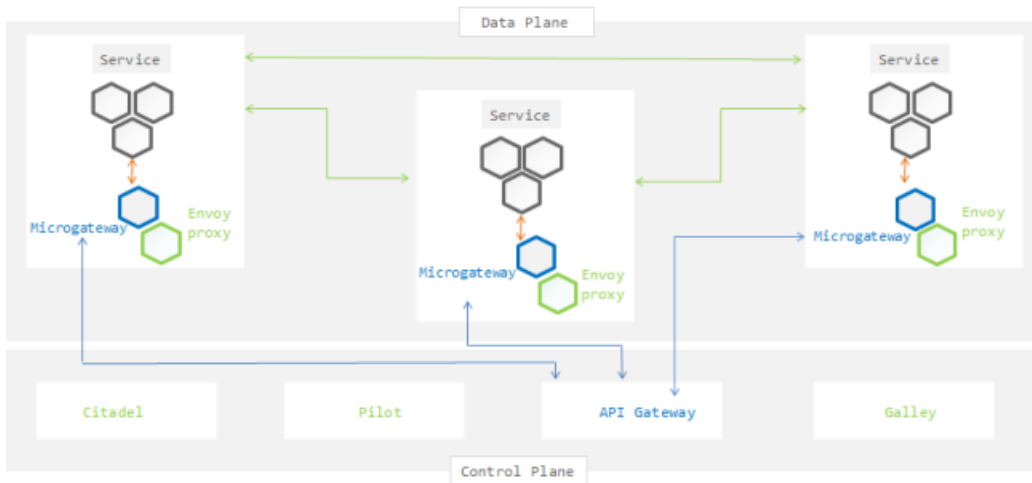 Data Plane
Service
Microgateway
Envoy
proxy
Service
Microgateway
Envoy
proxy
Service
Microgateway
Envoy
proxy
Citadel
Pilot
API Gateway
Galley
Control Plane